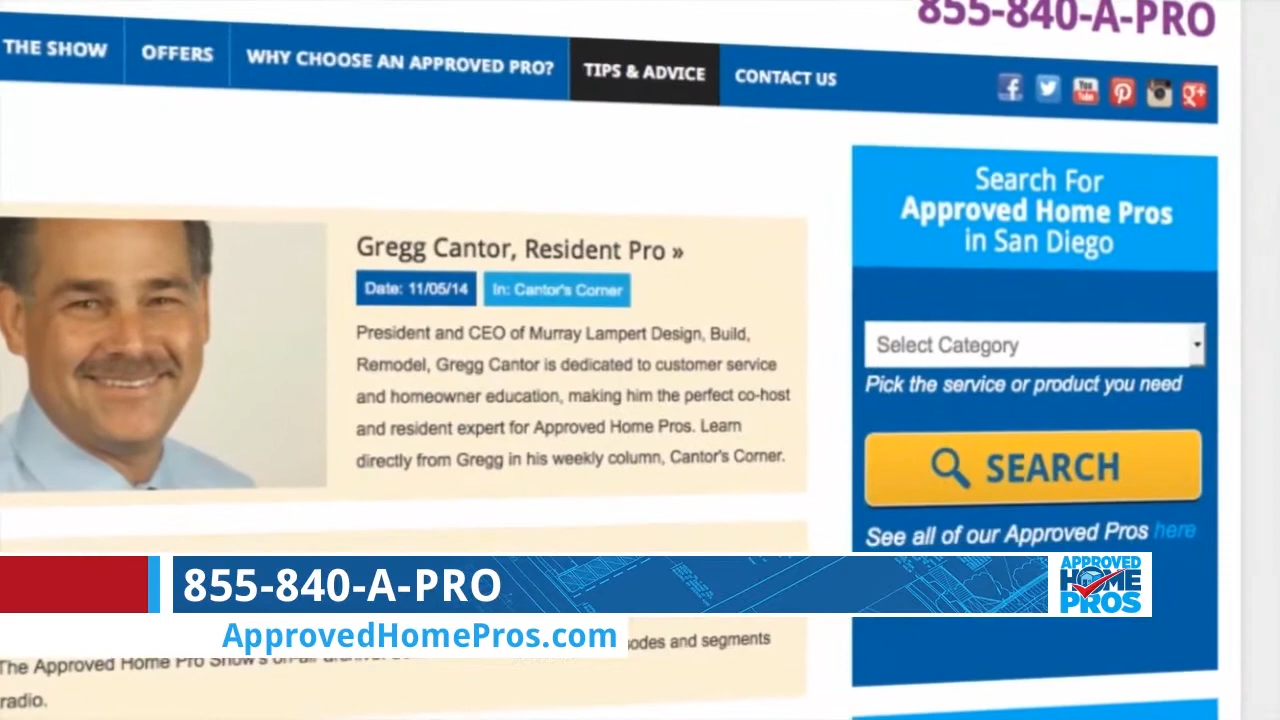 855-840-A-PRO
THE SHOW
OFFERS
WHY CHOOSE AN APPROVED PRO?
TIPS & ADVICE
CONTACT US
You
Tube
Search For
Approved Home Pros
in San Diego
Gregg Cantor, Resident Pro »
Date: 11/05/14
In: Cantor's Corner
President and CEO of Murray Lampert Design, Build,
Remodel, Gregg Cantor is dedicated to customer service
and homeowner education, making him the perfect co-host
and resident expert for Approved Home Pros. Learn
directly from Gregg in his weekly column, Cantor's Corner.
Select Category
Pick the service or product you need
SEARCH
See all of our Approved Pros here
855-840-A-PRO
APPROVED
HOME
PROS
ApprovedHomePros.com
and segments
The Approved Home Pro Show's on-air
radio.